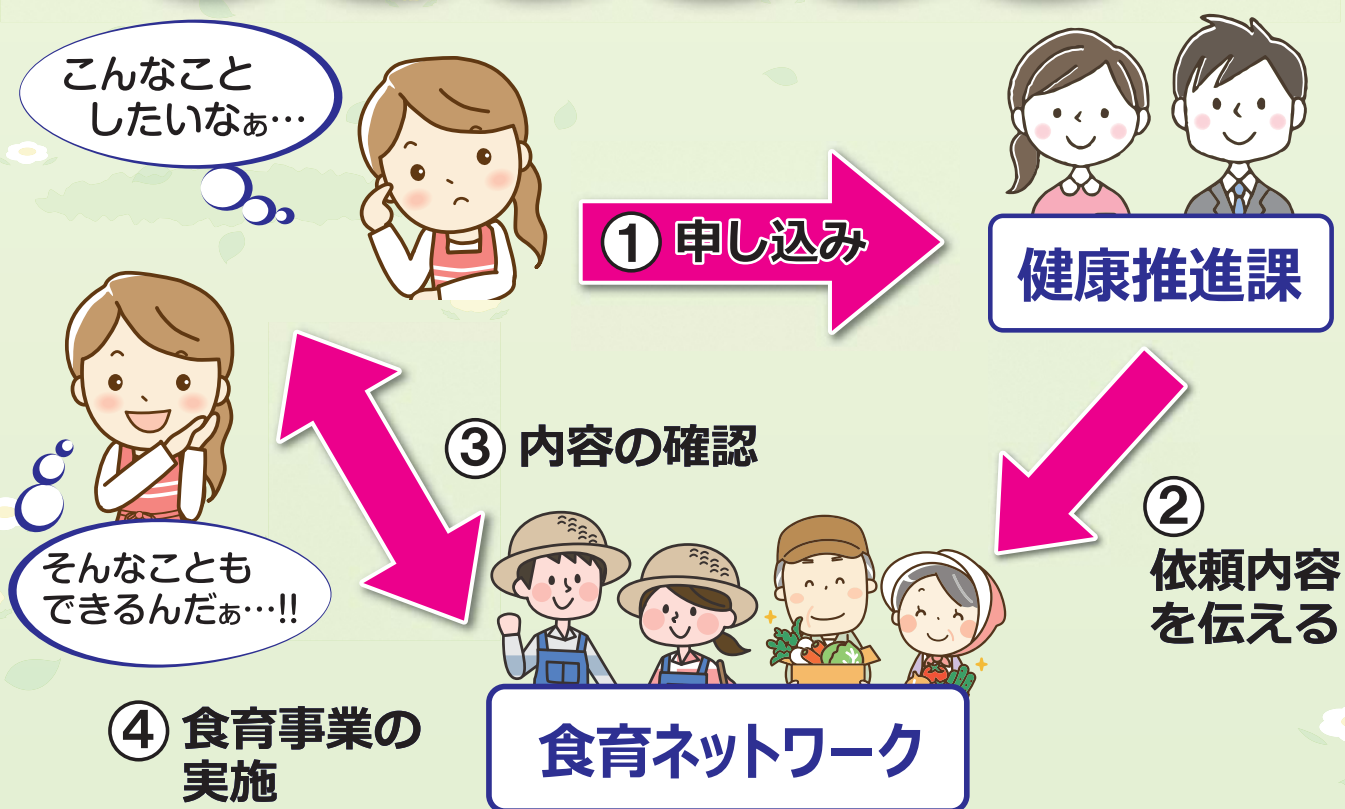 こんなこと
したいなぁ…
① 申し込み
健康推進課
②
依頼内容
を伝える
③ 内容の確認
そんなことも
できるんだぁ…!!
食育ネットワーク
④ 食育事業の
実施